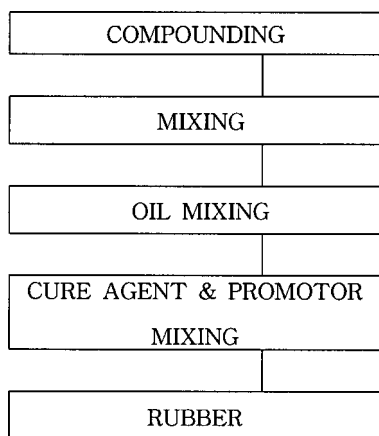 COMPOUNDING
MIXING
OIL MIXING
CURE AGENT & PROMOTOR
MIXING
RUBBER